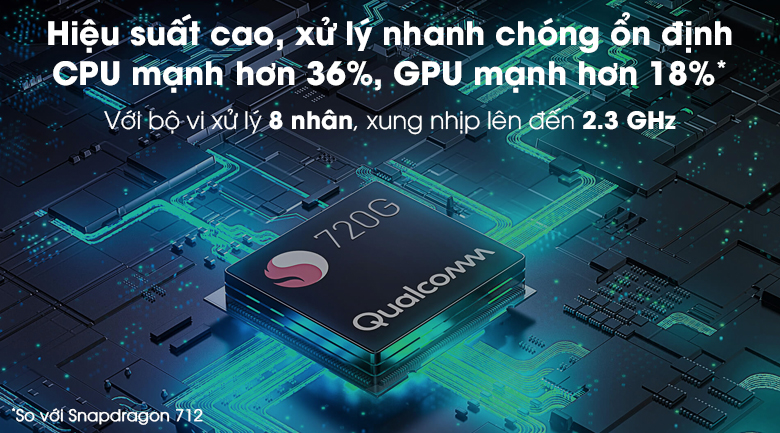 Hiệu suất cao, xử lý nhanh chóng ổn định
CPU mạnh hơn 36%, GPU mạnh hơn 18%*
Với bộ vi xử lý 8 nhân, xung nhịp lên đến 2.3 GHz
720G
Qualcomm
*So với Snapdragon 712